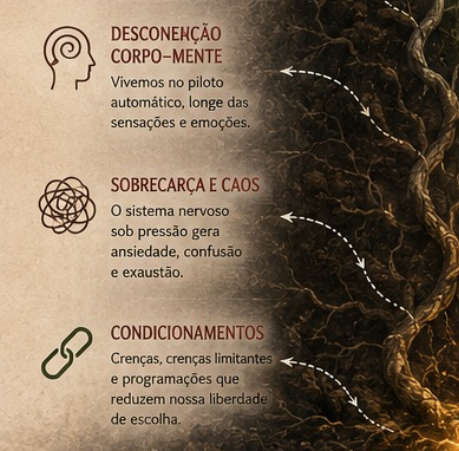 DESCONENÇÃO
CORPO–MENTE
Vivemos no piloto
automático, longe das
sensações e emoções.
SOBRECARÇA E CAOS
O sistema nervoso
sob pressão gera
ansiedade, confusão
e exaustão.
CONDICIONAMENTOS
Crenças, crenças limitantes
e programações que
reduzem nossa liberdade
de escolha.